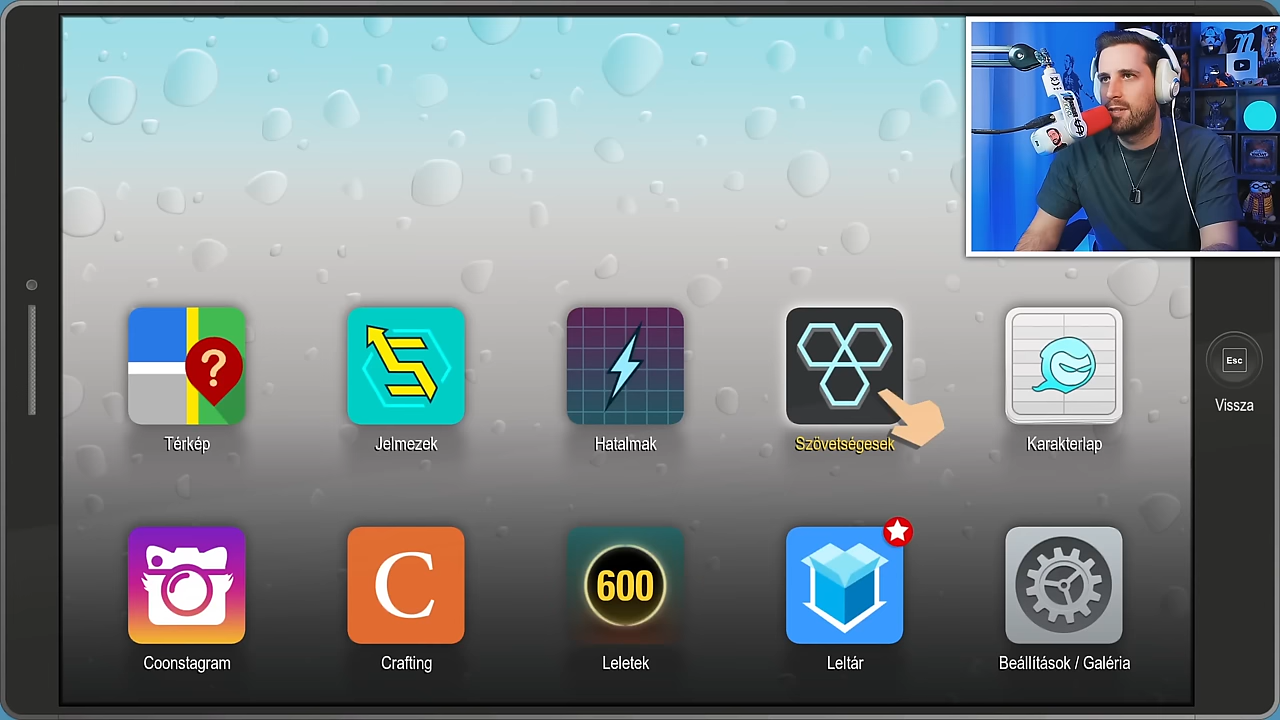 Térkép
Jelmezek
Hatalmak
Szövetségesek
Karakterlap
Esc
Vissza
Coonstagram
C
Crafting
600
Leletek
Leltár
Beállítások / Galéria